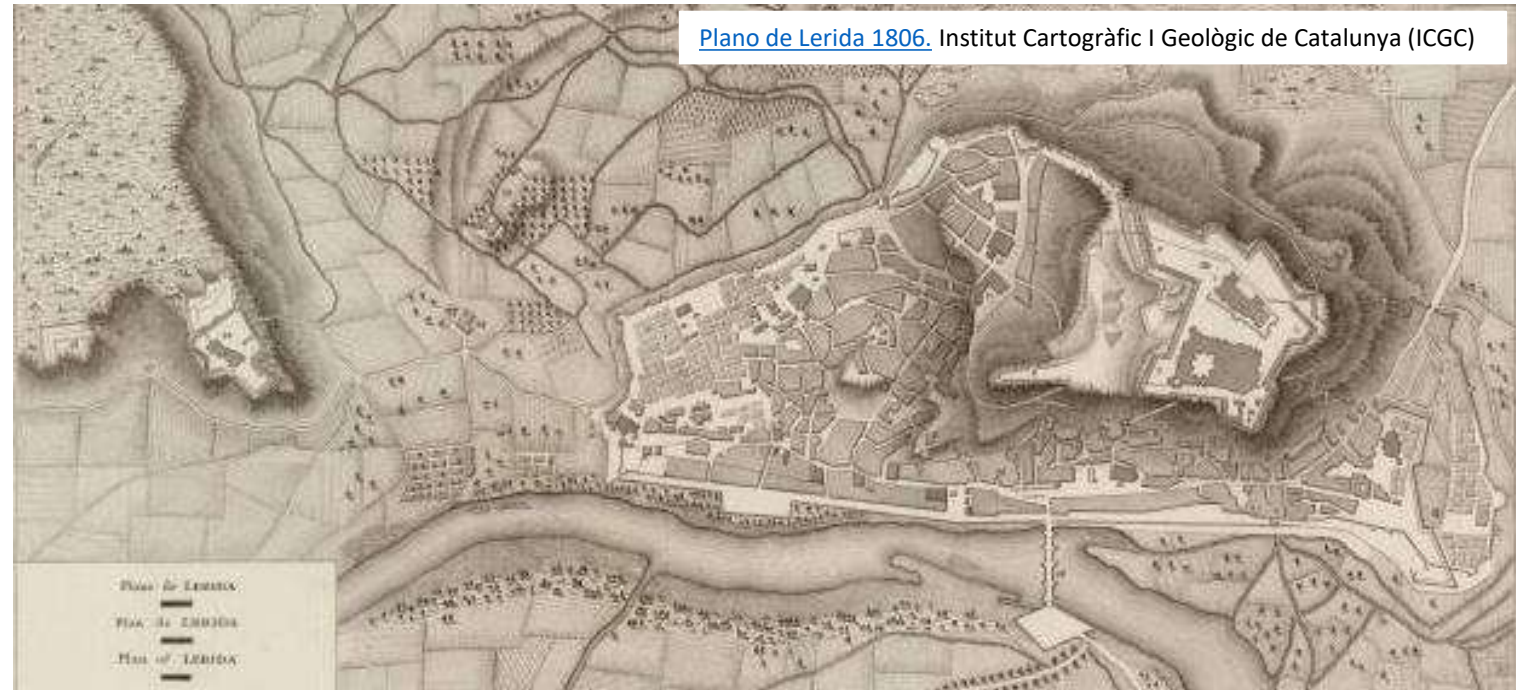 Plano de Lerida 1806. Institut Cartogràfic I Geològic de Catalunya (ICGC)
Plano de LERIDA
Plan de LERIDA
Plan of LERIDA